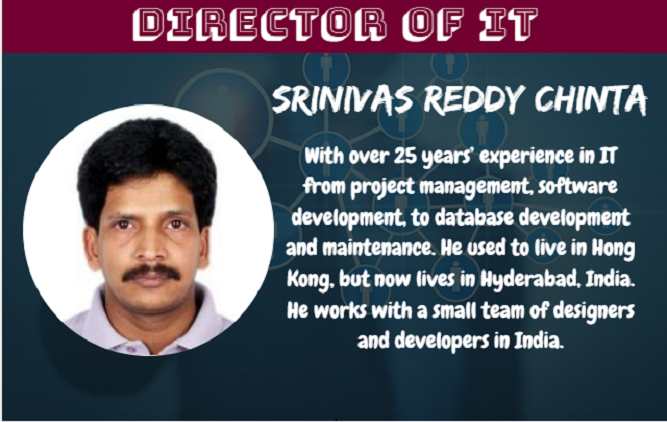 DIRECTOR OF IT
SRINIVAS REDDY CHINTA
With over 25 years' experience in IT
from project management, software
development, to database development
and maintenance. He used to live in Hong
Kong, but now lives in Hyderabad, India.
He works with a small team of designers
and developers in India.